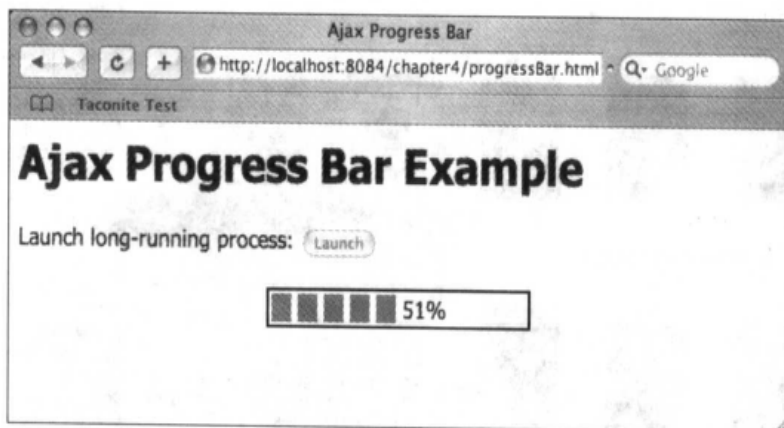 Ajax Progress Bar
http://localhost:8084/chapter4/progressBar.html
Google
Taconite Test
Ajax Progress Bar Example
Launch long-running process: Launch
51%